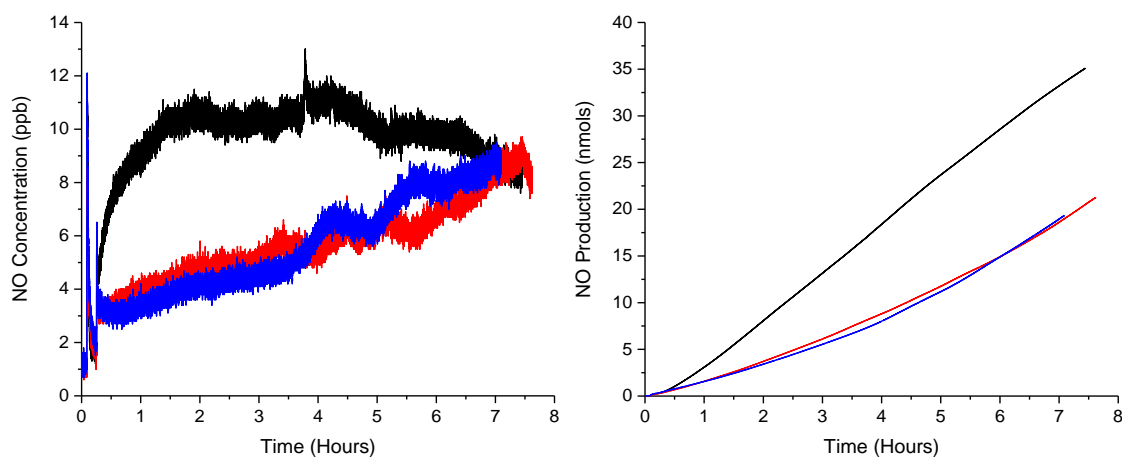 NO Concentration (ppb)
14
12
10
8
6
4
2
0
0 1 2 3 4 5 6 7 8
Time (Hours)
NO Production (nmols)
40
35
30
25
20
15
10
5
0
0 1 2 3 4 5 6 7 8
Time (Hours)